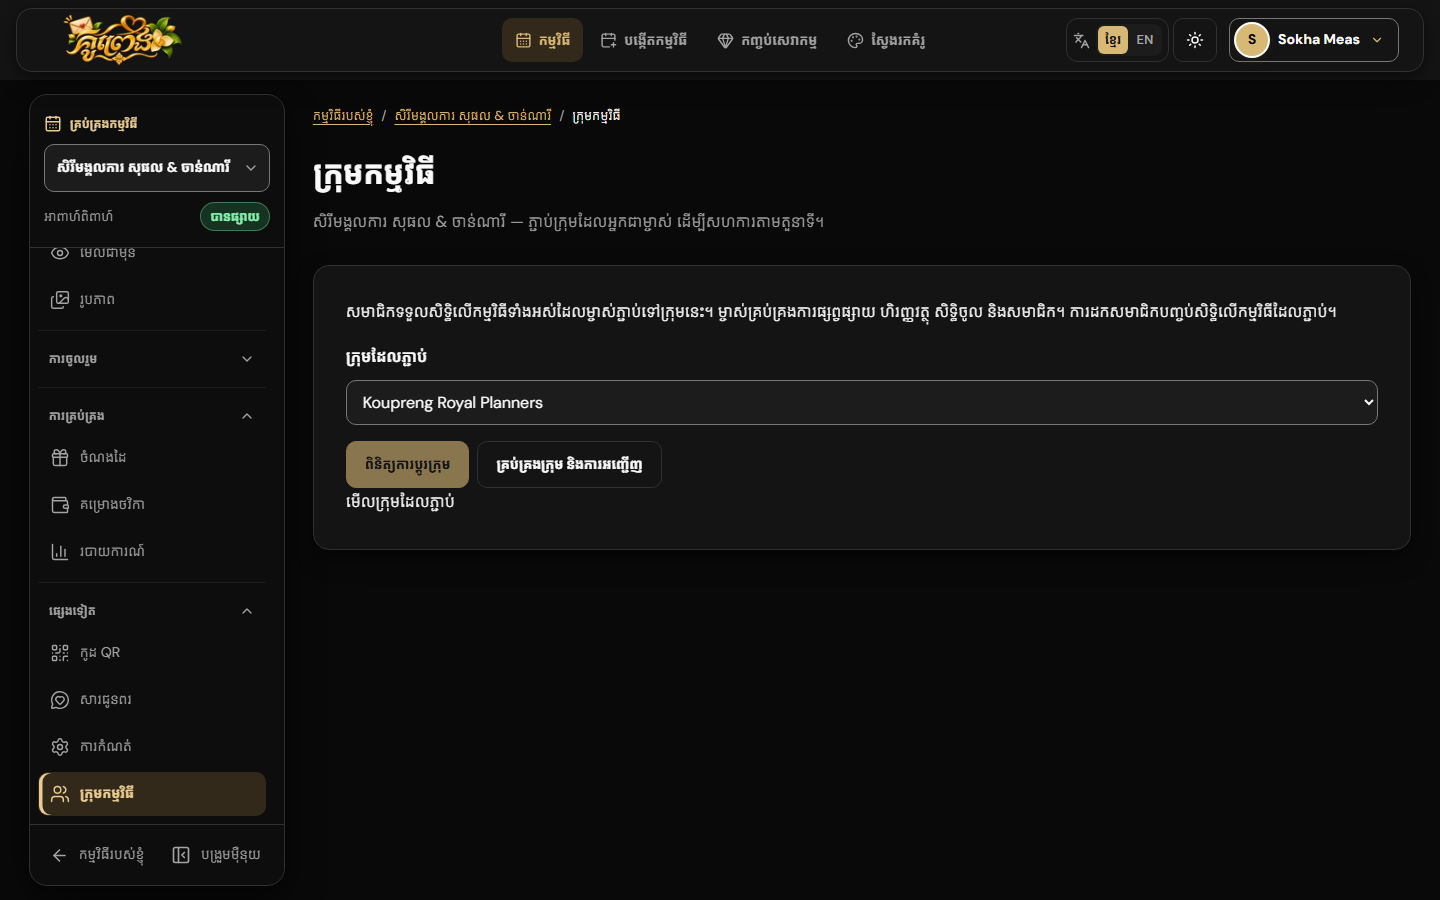 គូព្រេង
កម្មវិធី
បង្កើតកម្មវិធី
កញ្ចប់សេវាកម្ម
ស្វែងរកគំរូ
ខ្មែរ
EN
S
Sokha Meas
គ្រប់គ្រងកម្មវិធី
សិរីមង្គលការ សុផល & ចាន់ណារី
អាពាហ៍ពិពាហ៍
បានផ្សាយ
មើលជាមុន
រូបភាព
ការចូលរួម
ការគ្រប់គ្រង
ចំណងដៃ
គម្រោងថវិកា
របាយការណ៍
ផ្សេងទៀត
កូដ QR
សារជូនពរ
ការកំណត់
ក្រុមកម្មវិធី
កម្មវិធីរបស់ខ្ញុំ
បង្រួមម៉ឺនុយ
កម្មវិធីរបស់ខ្ញុំ / សិរីមង្គលការ សុផល & ចាន់ណារី / ក្រុមកម្មវិធី
ក្រុមកម្មវិធី
សិរីមង្គលការ សុផល & ចាន់ណារី — ភ្ជាប់ក្រុមដែលអ្នកជាម្ចាស់ ដើម្បីសហការតាមតួនាទី។
សមាជិកទទួលសិទ្ធិលើកម្មវិធីទាំងអស់ដែលម្ចាស់ភ្ជាប់ទៅក្រុមនេះ។ ម្ចាស់គ្រប់គ្រងការផ្សព្វផ្សាយ ហិរញ្ញវត្ថុ សិទ្ធិចូល និងសមាជិក។ ការដកសមាជិកបញ្ចប់សិទ្ធិលើកម្មវិធីដែលភ្ជាប់។
ក្រុមដែលភ្ជាប់
Koupreng Royal Planners
ពិនិត្យការប្តូរក្រុម
គ្រប់គ្រងក្រុម និងការអញ្ជើញ
មើលក្រុមដែលភ្ជាប់